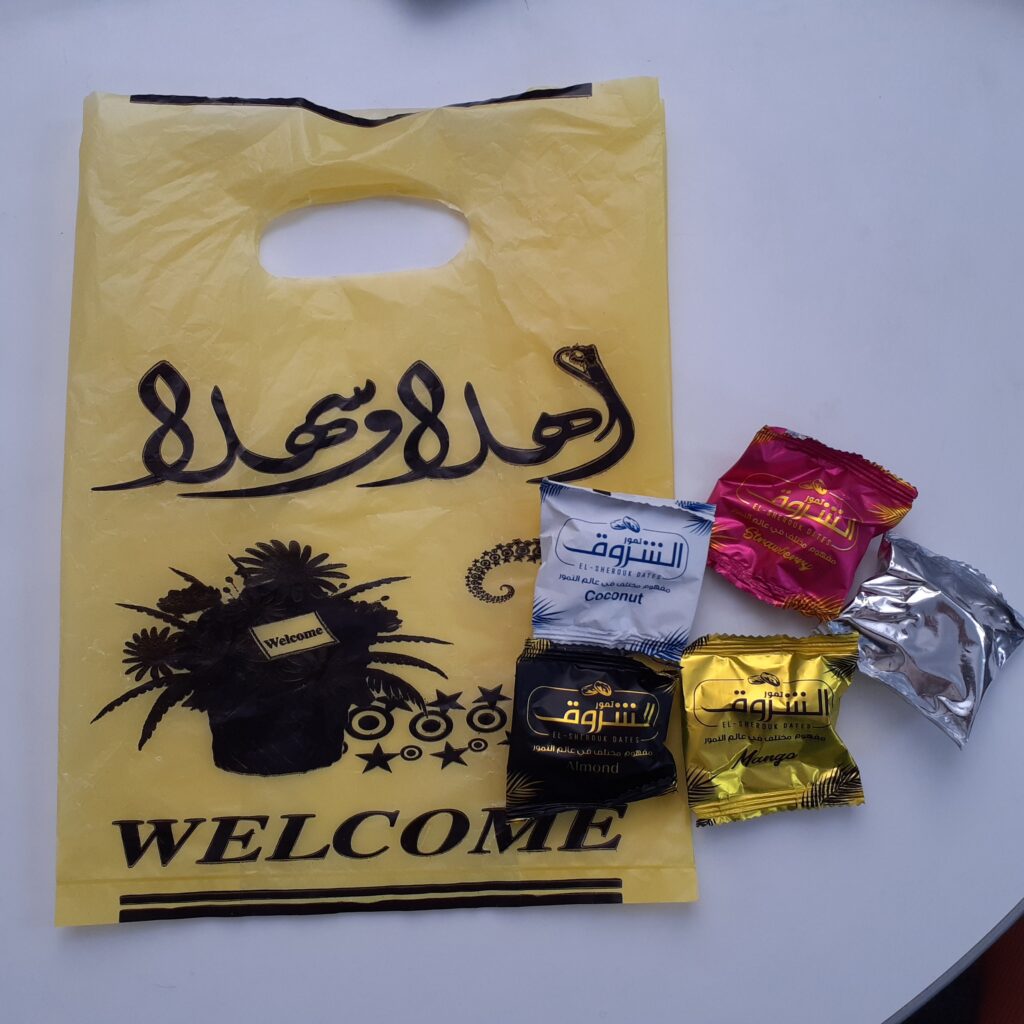 أهلا وسهلا
Welcome
WELCOME
تمور
الشروق
EL-SHEROUK DATES
مفهوم مختلف في عالم التمور
Coconut
تمور
الشروق
EL-SHEROUK DATES
مفهوم مختلف في عالم التمور
Strawberry
تمور
الشروق
EL-SHEROUK DATES
مفهوم مختلف في عالم التمور
Almond
تمور
الشروق
EL-SHEROUK DATES
مفهوم مختلف في عالم التمور
Mango